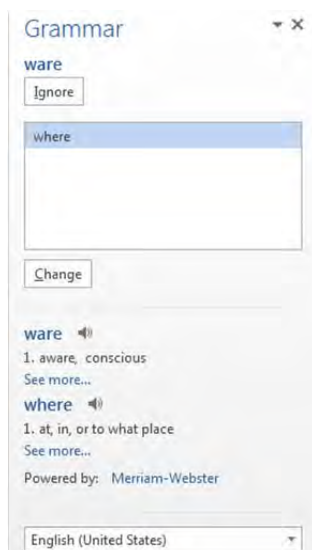 Grammar
ware
Ignore
where
Change
ware
1. aware, conscious
See more...
where
1. at, in, or to what place
See more...
Powered by: Merriam-Webster
English (United States)